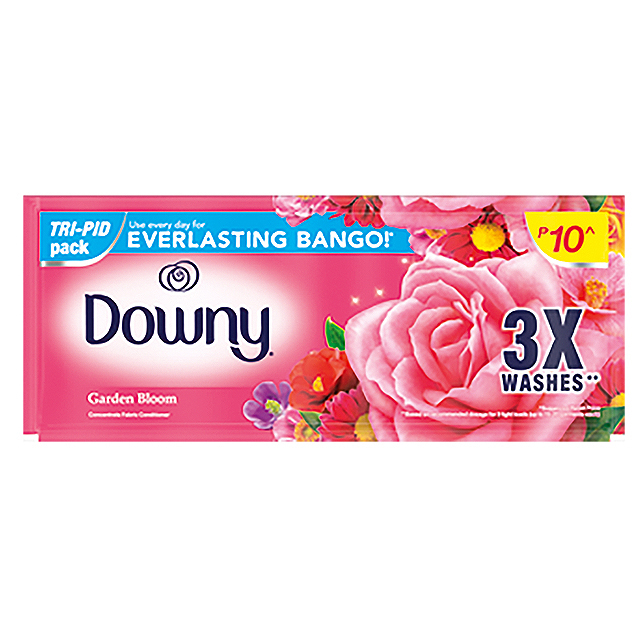 TRI-PID
pack
Use every day for
EVERLASTING BANGO!*
₱10^
Downy®
3X
WASHES**
Garden Bloom
Concentrate Fabric Conditioner